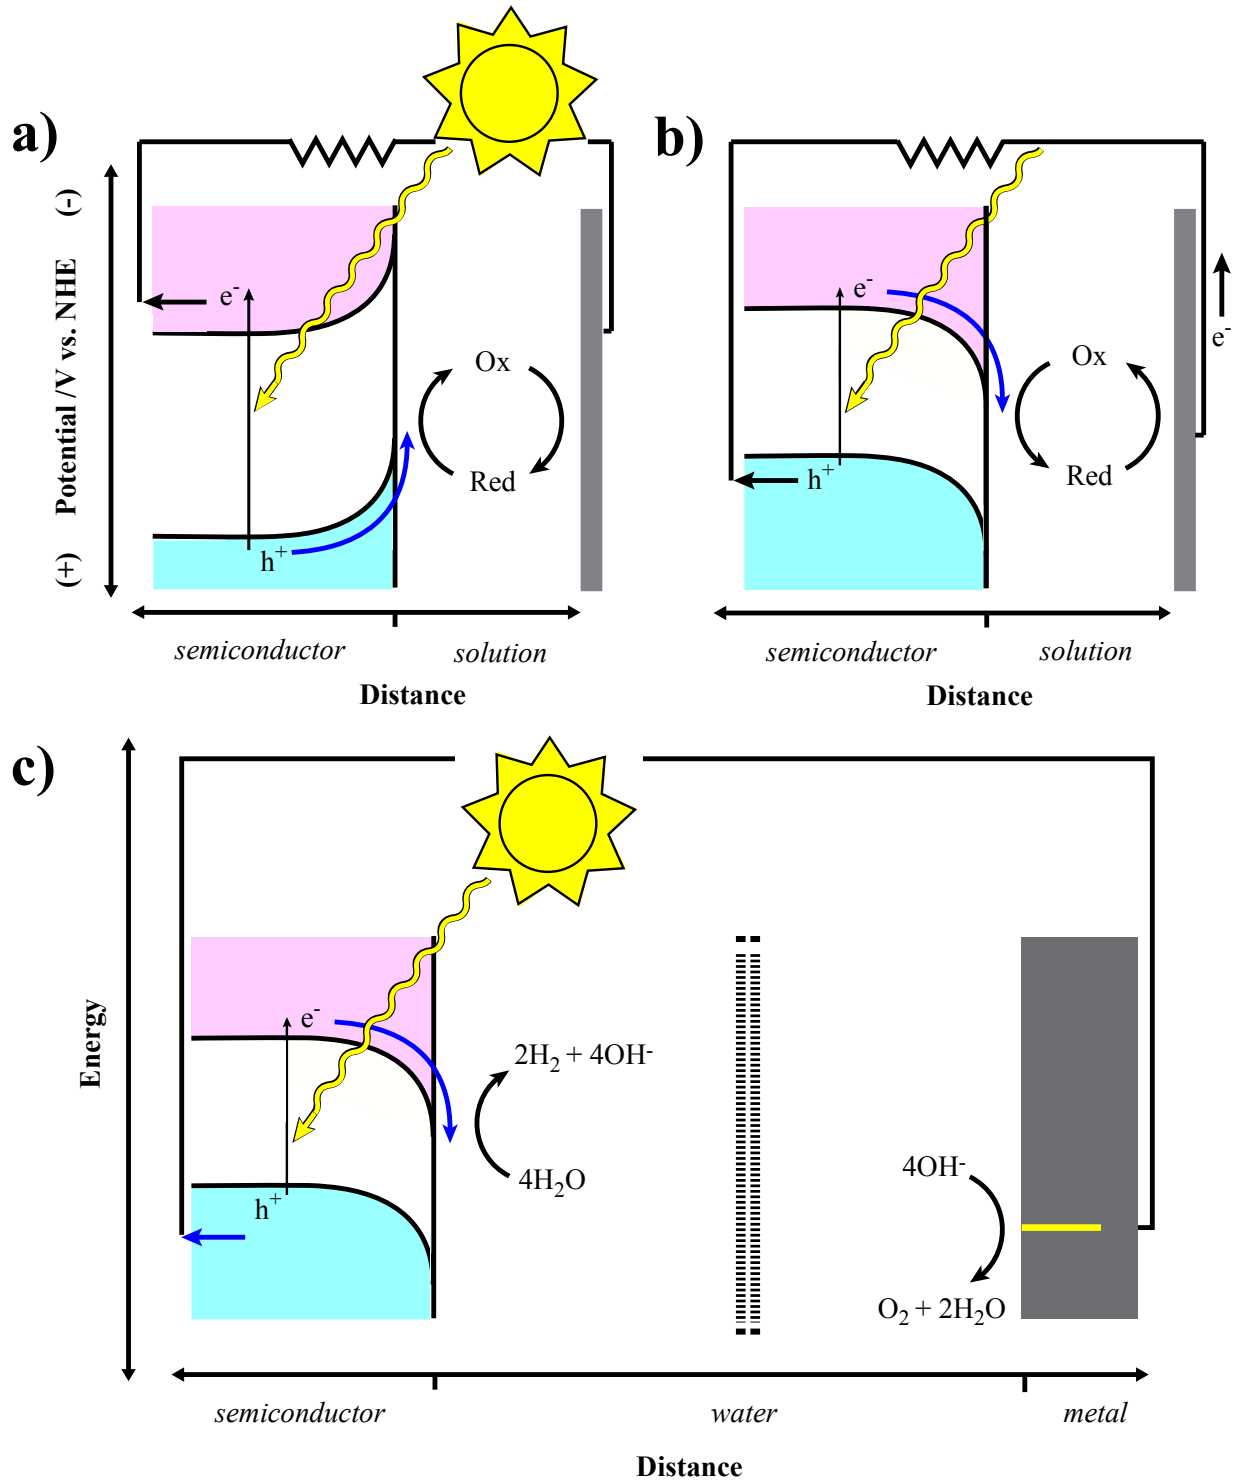 a)
(-)
Potential /V vs. NHE
(+)
e-
h+
Ox
Red
semiconductor
solution
Distance
b)
e-
h+
Ox
Red
e-
semiconductor
solution
Distance
c)
Energy
e-
h+
2H2 + 4OH-
4H2O
4OH-
O2 + 2H2O
semiconductor
water
metal
Distance